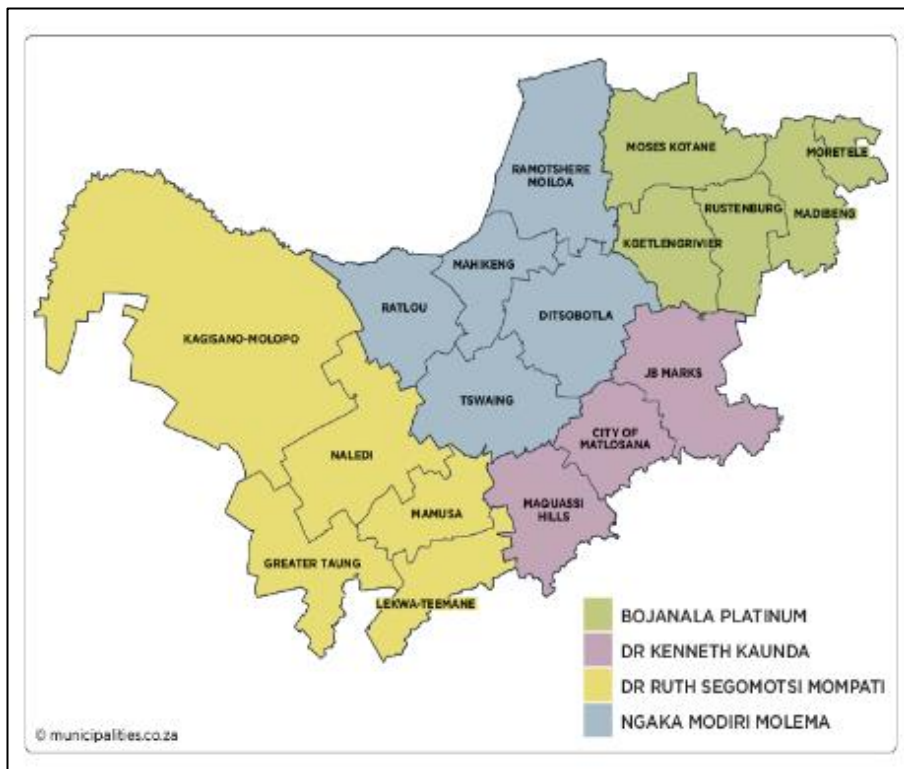 MOSES KOTANE
MORETELE
RAMOTSHERE
MOILOA
RUSTENBURG
MADIBENG
KGETLENGRIVIER
MAHIKENG
RATLOU
DITSOBOTLA
KAGISANO-MOLOPO
JB MARKS
TSWAING
CITY OF
MATLOSANA
NALEDI
MAQUASSI
HILLS
MAMUSA
GREATER TAUNG
LEKWA-TEEMANE
BOJANALA PLATINUM
DR KENNETH KAUNDA
DR RUTH SEGOMOTSI MOMPATI
NGAKA MODIRI MOLEMA
© municipalities.co.za